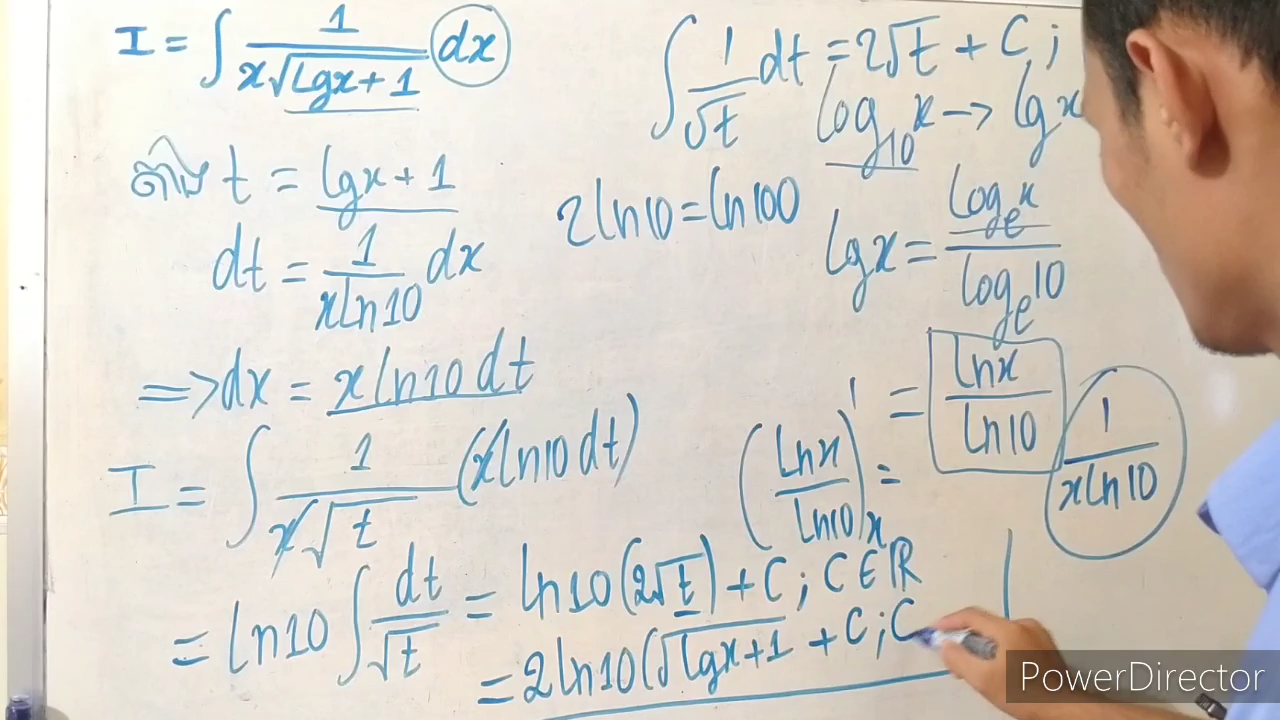 I = ∫ 1/(x√(lgx+1)) dx
តាង t = lgx + 1
dt = 1/(xln10) dx
=> dx = xln10 dt
I = ∫ 1/(x√t) (xln10 dt)
= ln10 ∫ dt/√t = ln10(2√t) + C ; C ∈ ℝ
= 2ln10(√lgx+1 + C ; C
∫ 1/√t dt = 2√t + C ;
log₁₀x → lgx
2ln10 = ln100
lgx = logₑx/logₑ10
= lnx/ln10
(lnx/ln10)'ₓ = 1/(xln10)
PowerDirector